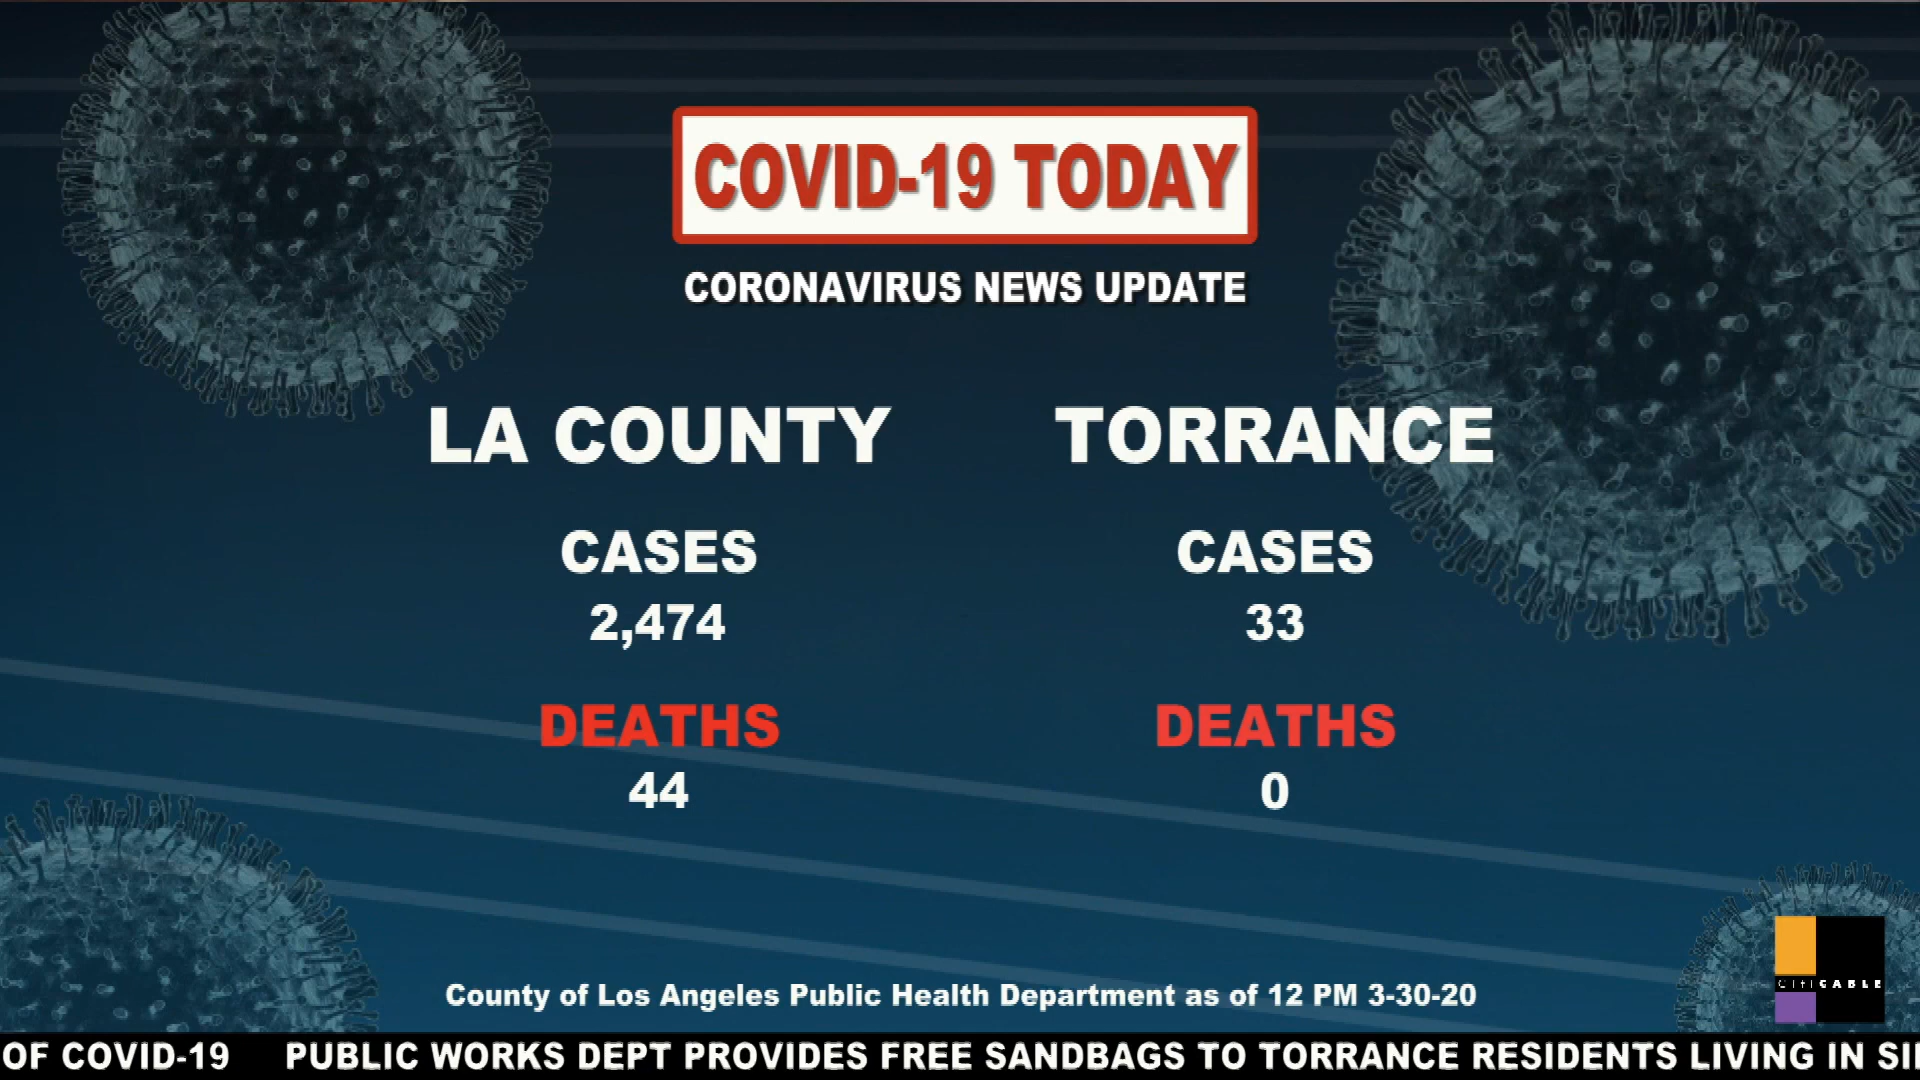 COVID-19 TODAY
CORONAVIRUS NEWS UPDATE
LA COUNTY
CASES
2,474
DEATHS
44
TORRANCE
CASES
33
DEATHS
0
County of Los Angeles Public Health Department as of 12 PM 3-30-20
CitiCABLE
OF COVID-19 PUBLIC WORKS DEPT PROVIDES FREE SANDBAGS TO TORRANCE RESIDENTS LIVING IN